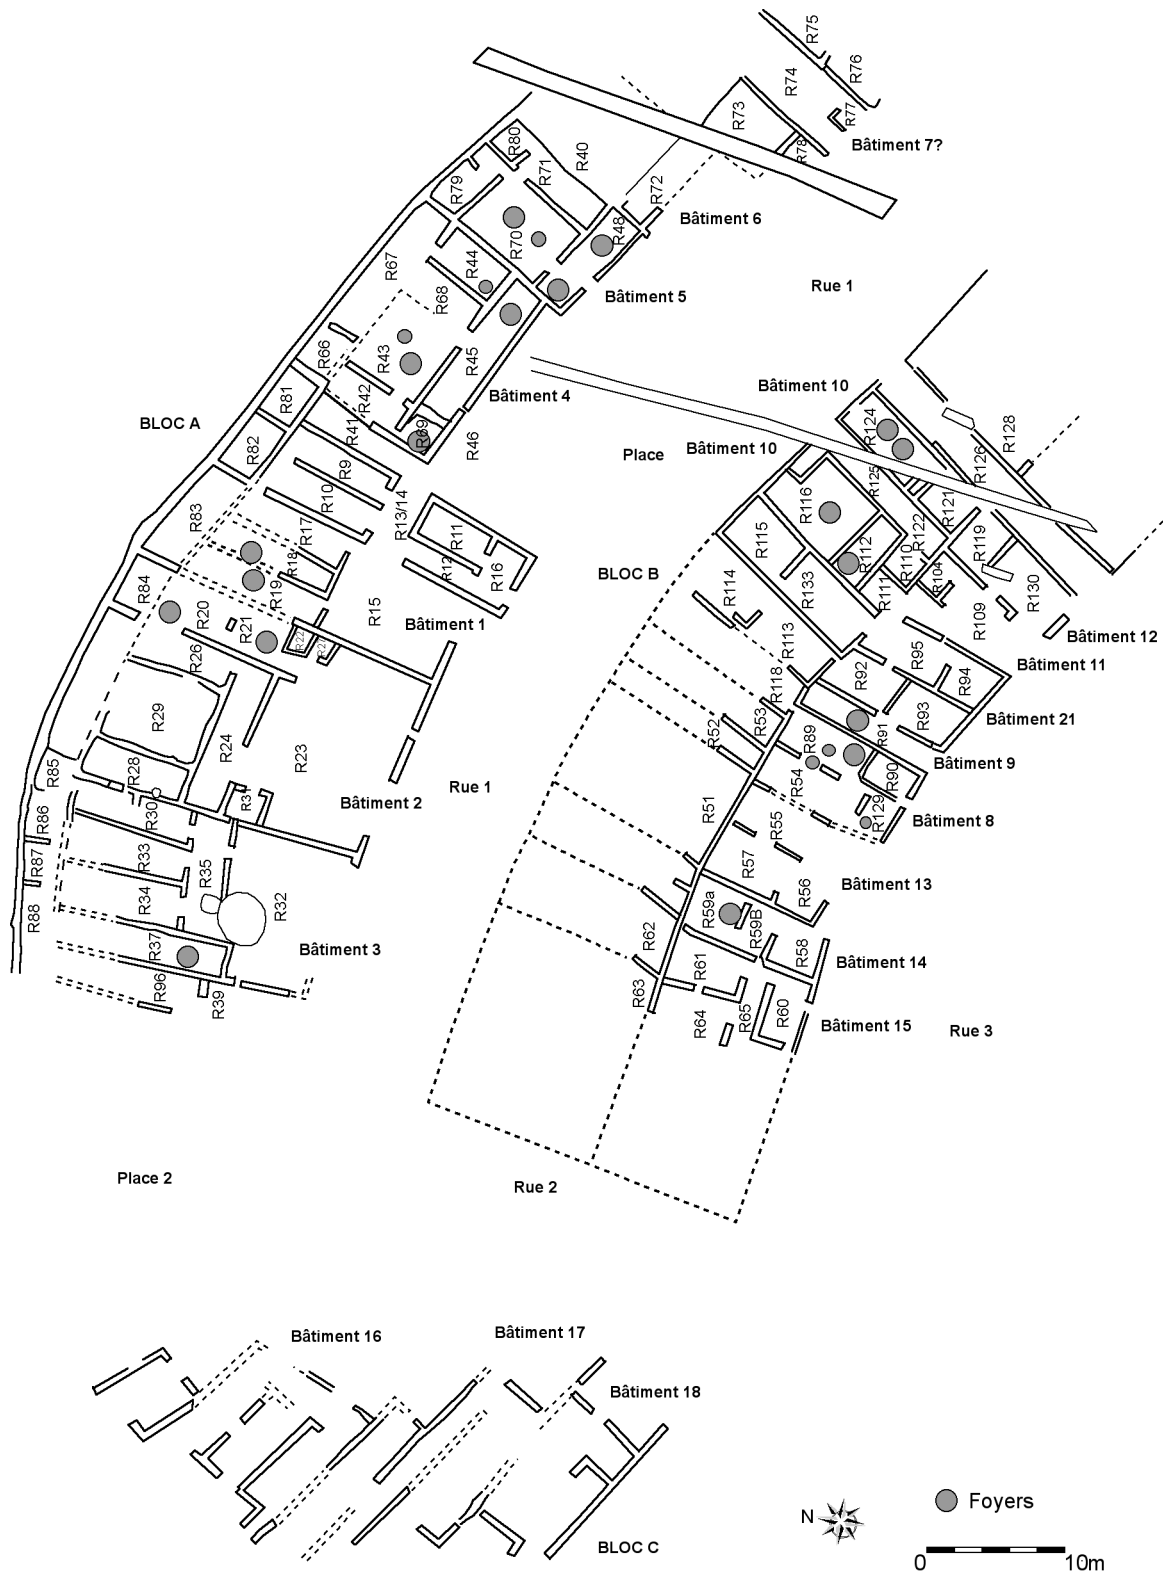 R75
R76
R74
R77
R73
R78
Bâtiment 7?
R80
R40
R71
R79
R72
R48
Bâtiment 6
R70
R67
R44
R68
Bâtiment 5
Rue 1
R66
R43
R45
R42
R81
R41
R69
R46
Bâtiment 4
BLOC A
R82
R9
R10
R83
R17
R13/14
R11
R12
R16
R18
R19
R84
R20
R21
R22
R27
R15
Bâtiment 1
R26
R29
R24
R23
R85
R28
R30
R31
Bâtiment 2
Rue 1
R86
R87
R88
R33
R34
R35
R32
R37
R96
R39
Bâtiment 3
Place
Bâtiment 10
Bâtiment 10
R124
R128
R126
R125
R121
R116
R115
R122
R119
R112
R110
R104
R111
R133
R130
R109
BLOC B
R114
R113
R118
Bâtiment 12
R95
R94
Bâtiment 11
R92
R93
Bâtiment 21
R53
R52
R89
R91
R90
Bâtiment 9
R54
R129
Bâtiment 8
R51
R55
R57
R56
Bâtiment 13
R59a
R59B
R58
R62
R61
Bâtiment 14
R63
R64
R65
R60
Bâtiment 15
Rue 3
Place 2
Rue 2
Bâtiment 16
Bâtiment 17
Bâtiment 18
BLOC C
N
Foyers
0 10m